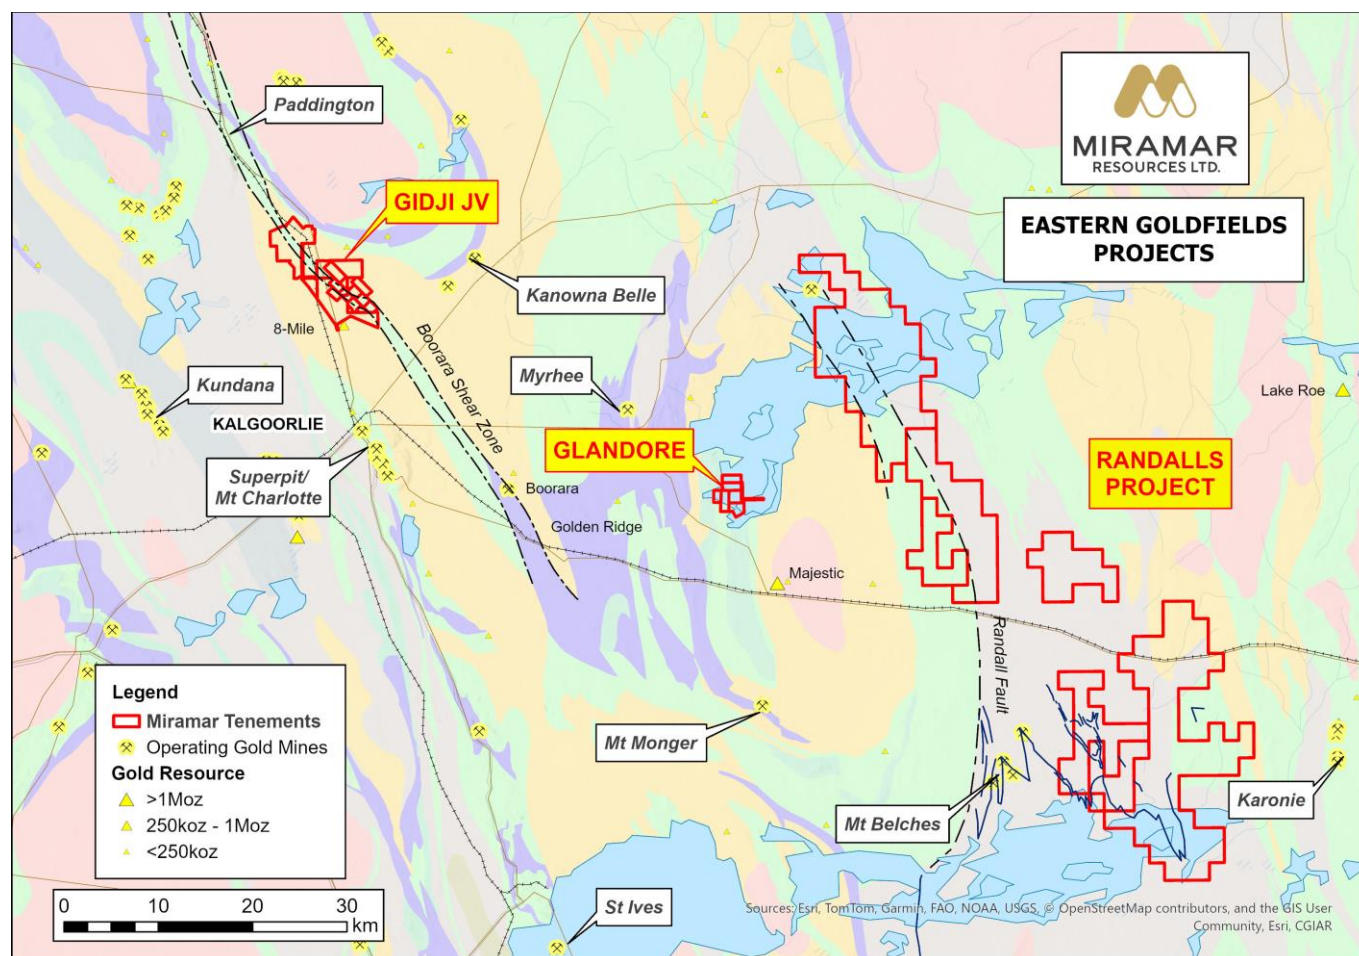 Paddington
MIRAMAR
RESOURCES LTD.
GIDJI JV
EASTERN GOLDFIELDS
PROJECTS
Kanowna Belle
8-Mile
Boorara Shear Zone
Myrhee
Kundana
Lake Roe
KALGOORLIE
GLANDORE
RANDALLS
PROJECT
Superpit/
Mt Charlotte
Boorara
Golden Ridge
Majestic
Randall Fault
Legend
Miramar Tenements
Operating Gold Mines
Gold Resource
>1Moz
250koz - 1Moz
<250koz
Mt Monger
Mt Belches
Karonie
0 10 20 30
km
St Ives
Sources: Esri, TomTom, Garmin, FAO, NOAA, USGS, © OpenStreetMap contributors, and the GIS User
Community, Esri, CGIAR